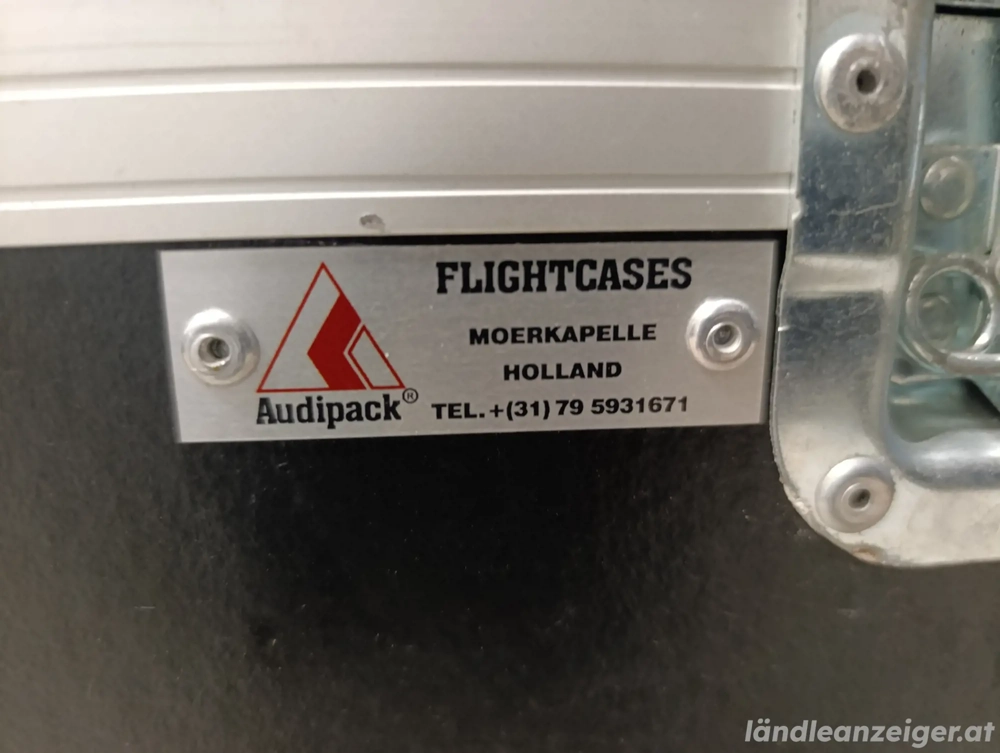 FLIGHTCASES
MOERKAPELLE
HOLLAND
TEL.+(31) 79 5931671
Audipack®
ländleanzeiger.at